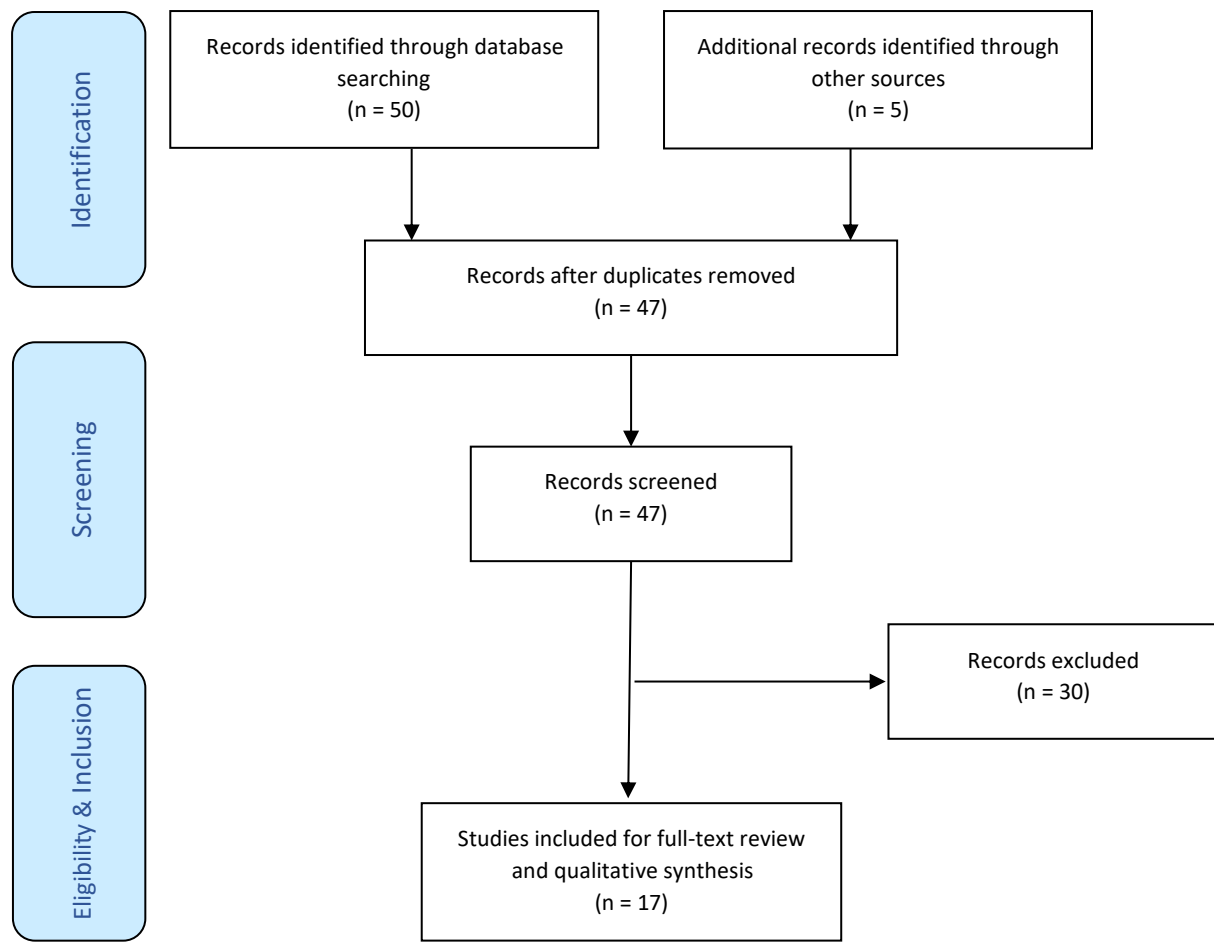 Identification
Records identified through database
searching
(n = 50)
Additional records identified through
other sources
(n = 5)
Records after duplicates removed
(n = 47)
Screening
Records screened
(n = 47)
Records excluded
(n = 30)
Eligibility & Inclusion
Studies included for full-text review
and qualitative synthesis
(n = 17)